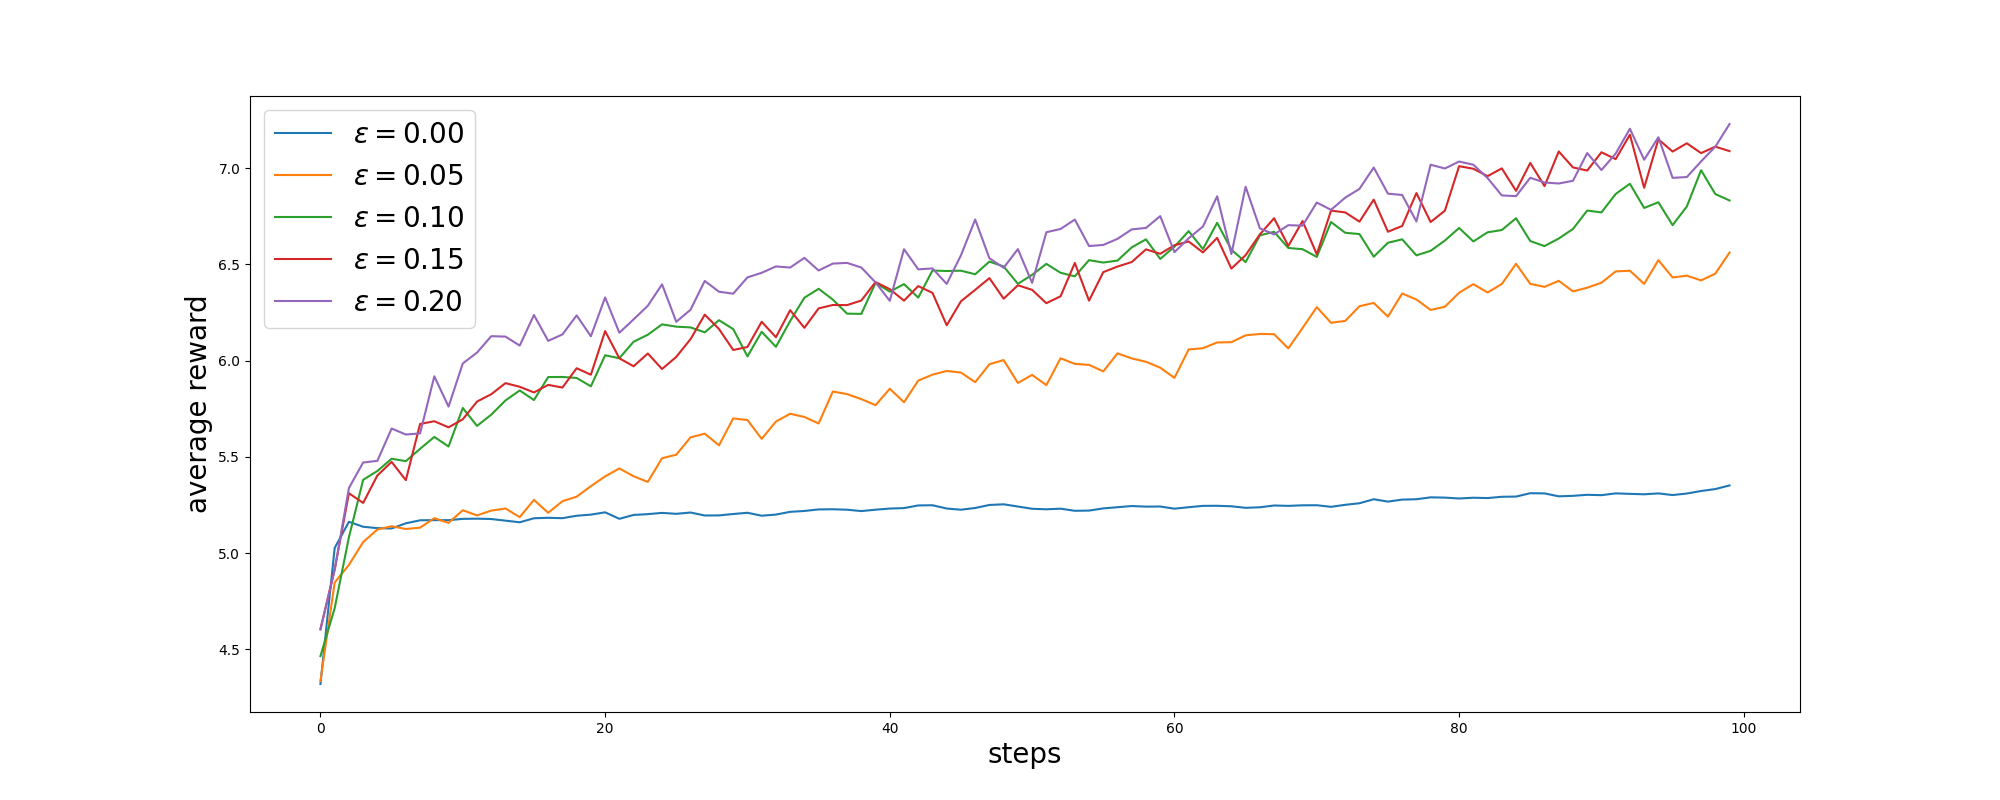 ε = 0.00
ε = 0.05
ε = 0.10
ε = 0.15
ε = 0.20
7.0
6.5
6.0
5.5
5.0
4.5
average reward
0 20 40 60 80 100
steps